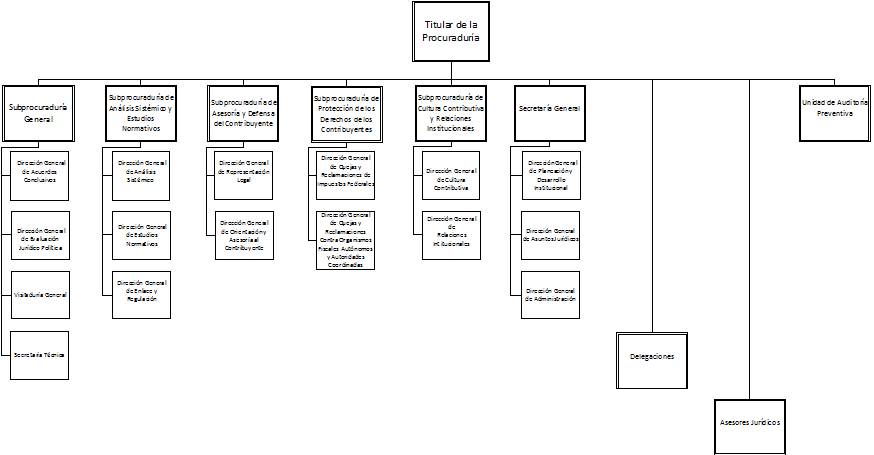 Titular de la
Procuraduría
Subprocuraduría
General
Subprocuraduría de
Análisis Sistémico y
Estudios
Normativos
Subprocuraduría de
Asesoría y Defensa
del Contribuyente
Subprocuraduría de
Protección de los
Derechos de los
Contribuyentes
Subprocuraduría de
Cultura Contributiva
y Relaciones
Institucionales
Secretaría General
Unidad de Auditoría
Preventiva
Dirección General
de Acuerdos
Conclusivos
Dirección General
de Análisis
Sistémico
Dirección General
de Representación
Legal
Dirección General
de Quejas y
Reclamaciones de
Impuestos Federales
Dirección General
de Cultura
Contributiva
Dirección General
de Planeación y
Desarrollo
Institucional
Dirección General
de Evaluación
Jurídico Política
Dirección General
de Estudios
Normativos
Dirección General
de Orientación y
Asesoría al
Contribuyente
Dirección General
de Quejas y
Reclamaciones
Contra Organismos
Fiscales Autónomos
y Autoridades
Coordinadas
Dirección General
de
Relaciones
Institucionales
Dirección General
de Asuntos Jurídicos
Visitaduría General
Dirección General
de Enlace y
Regulación
Dirección General
de Administración
Secretaría Técnica
Delegaciones
Asesores Jurídicos